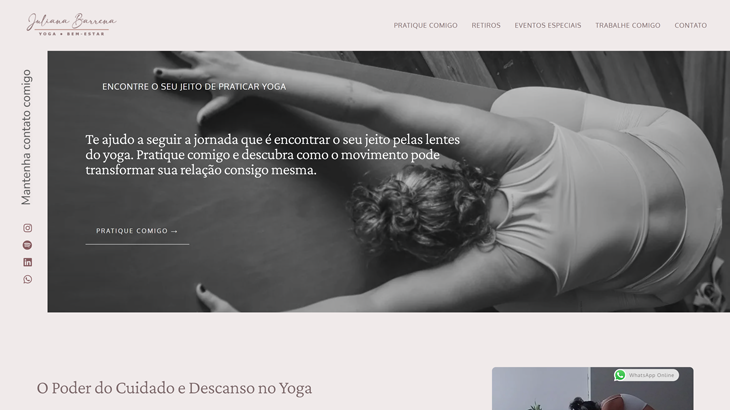 Juliana Barrena
YOGA • BEM-ESTAR
PRATIQUE COMIGO
RETIROS
EVENTOS ESPECIAIS
TRABALHE COMIGO
CONTATO
Mantenha contato comigo
ENCONTRE O SEU JEITO DE PRATICAR YOGA
Te ajudo a seguir a jornada que é encontrar o seu jeito pelas lentes
do yoga. Pratique comigo e descubra como o movimento pode
transformar sua relação consigo mesma.
PRATIQUE COMIGO →
O Poder do Cuidado e Descanso no Yoga
WhatsApp Online